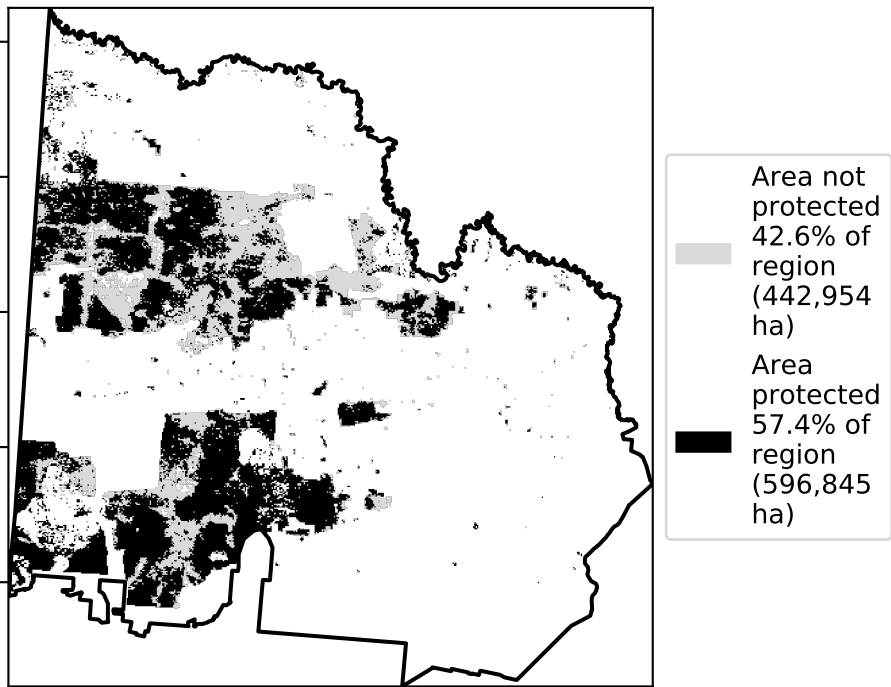 Area not
protected
42.6% of
region
(442,954
ha)
Area
protected
57.4% of
region
(596,845
ha)